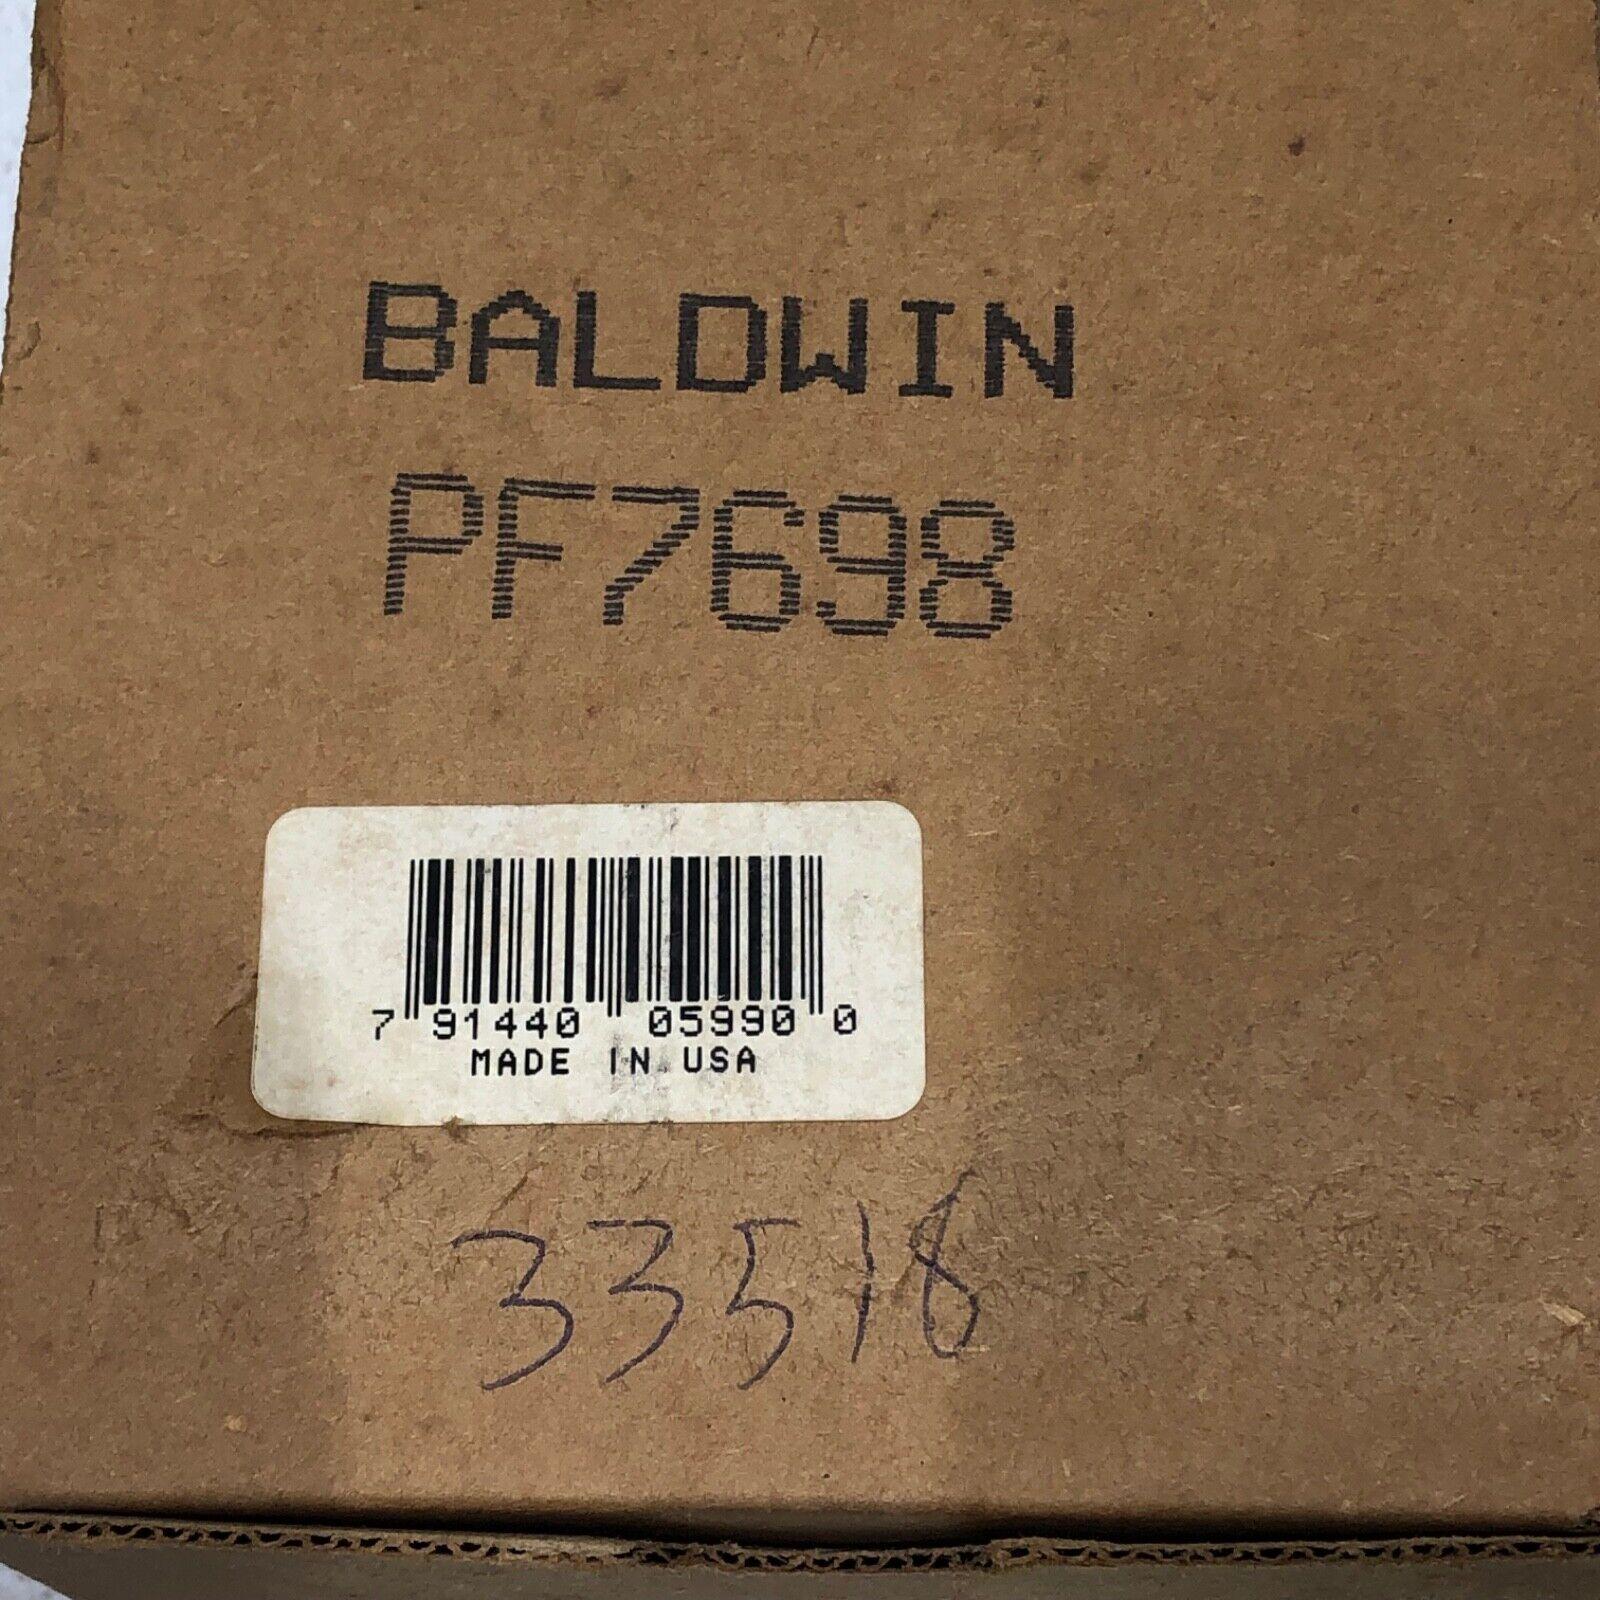 BALDWIN
PF7698
7 91440 05990 0
MADE IN USA
33518